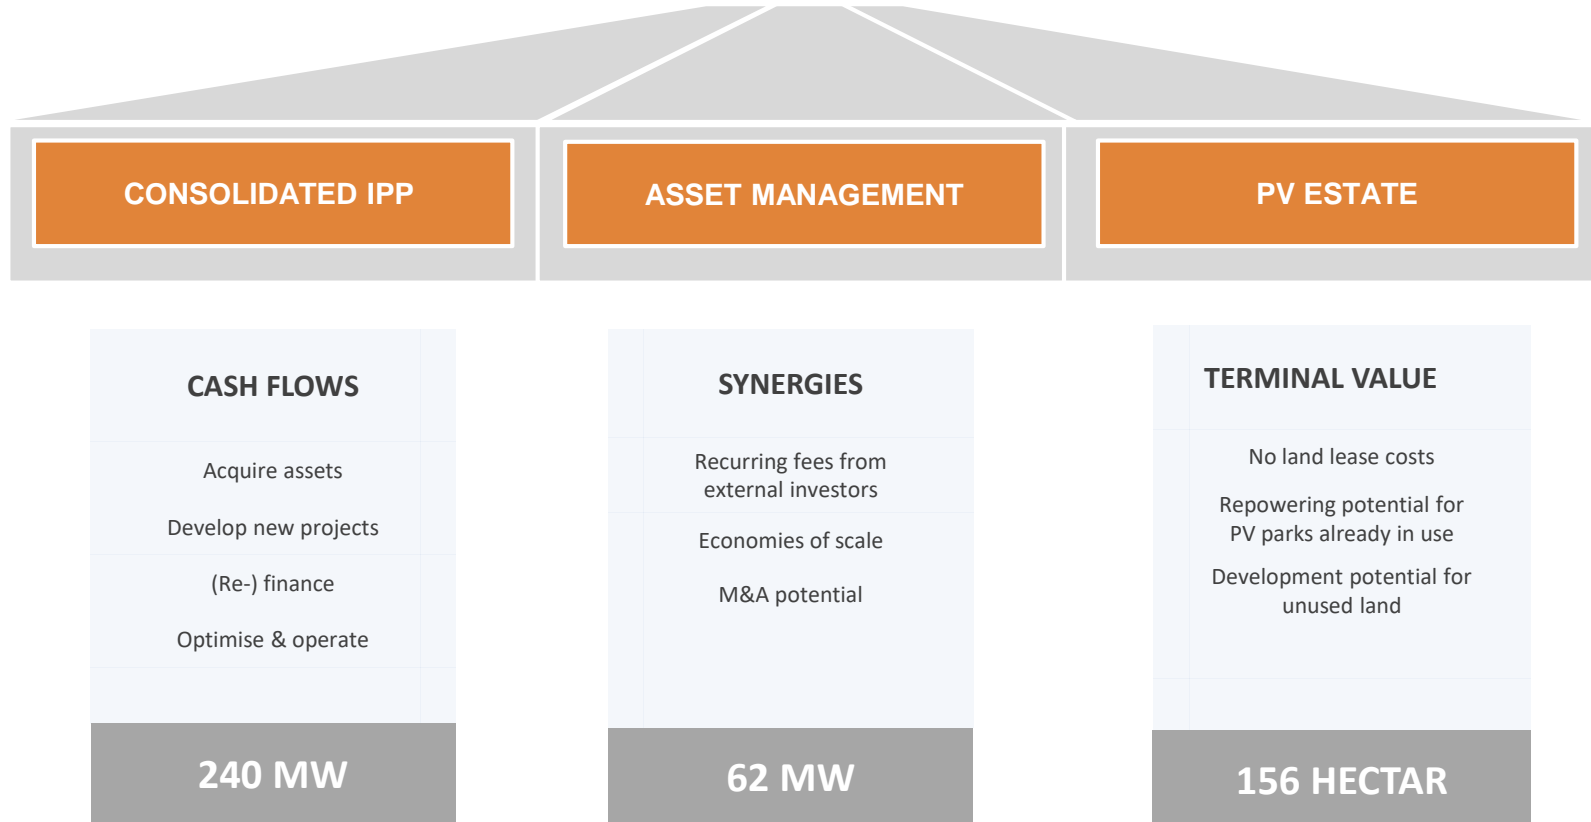 CONSOLIDATED IPP
ASSET MANAGEMENT
PV ESTATE
CASH FLOWS
Acquire assets
Develop new projects
(Re-) finance
Optimise & operate
240 MW
SYNERGIES
Recurring fees from
external investors
Economies of scale
M&A potential
62 MW
TERMINAL VALUE
No land lease costs
Repowering potential for
PV parks already in use
Development potential for
unused land
156 HECTAR